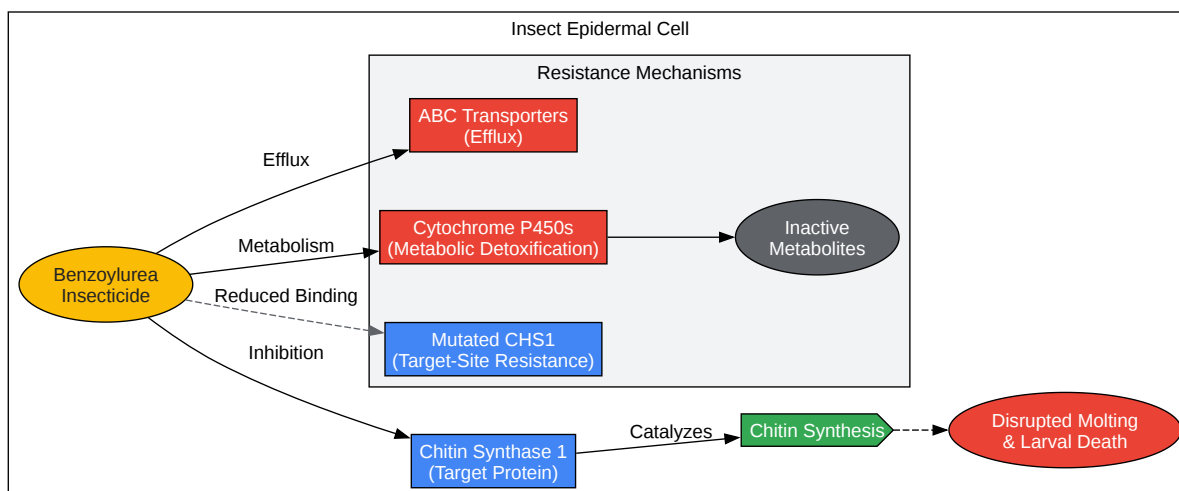 Insect Epidermal Cell
Resistance Mechanisms
ABC Transporters
(Efflux)
Efflux
Cytochrome P450s
(Metabolic Detoxification)
Inactive
Metabolites
Metabolism
Benzoylurea
Insecticide
Reduced Binding
Mutated CHS1
(Target-Site Resistance)
Inhibition
Chitin Synthase 1
(Target Protein)
Catalyzes
Chitin Synthesis
Disrupted Molting
& Larval Death